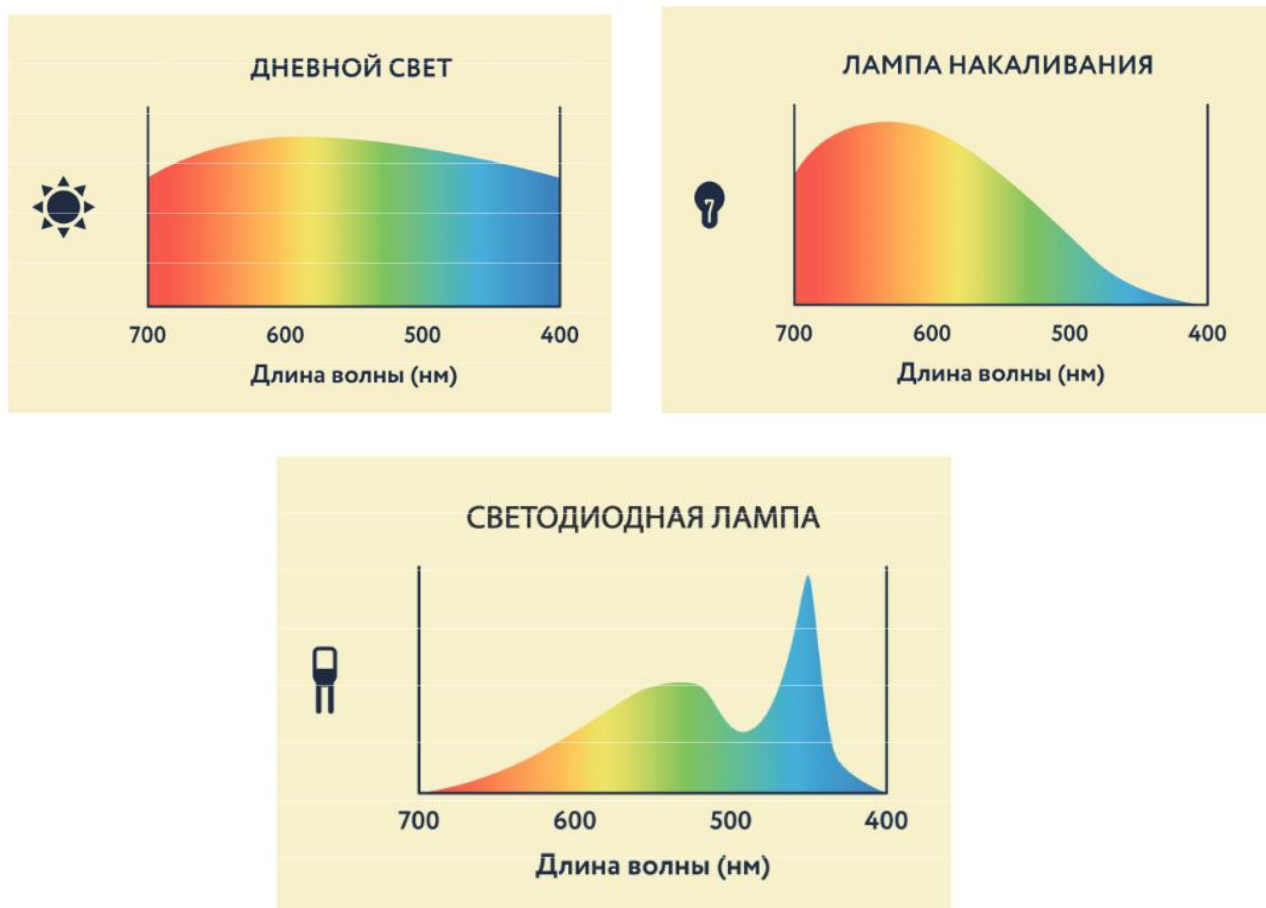 ДНЕВНОЙ СВЕТ
700 600 500 400
Длина волны (нм)
ЛАМПА НАКАЛИВАНИЯ
700 600 500 400
Длина волны (нм)
СВЕТОДИОДНАЯ ЛАМПА
700 600 500 400
Длина волны (нм)